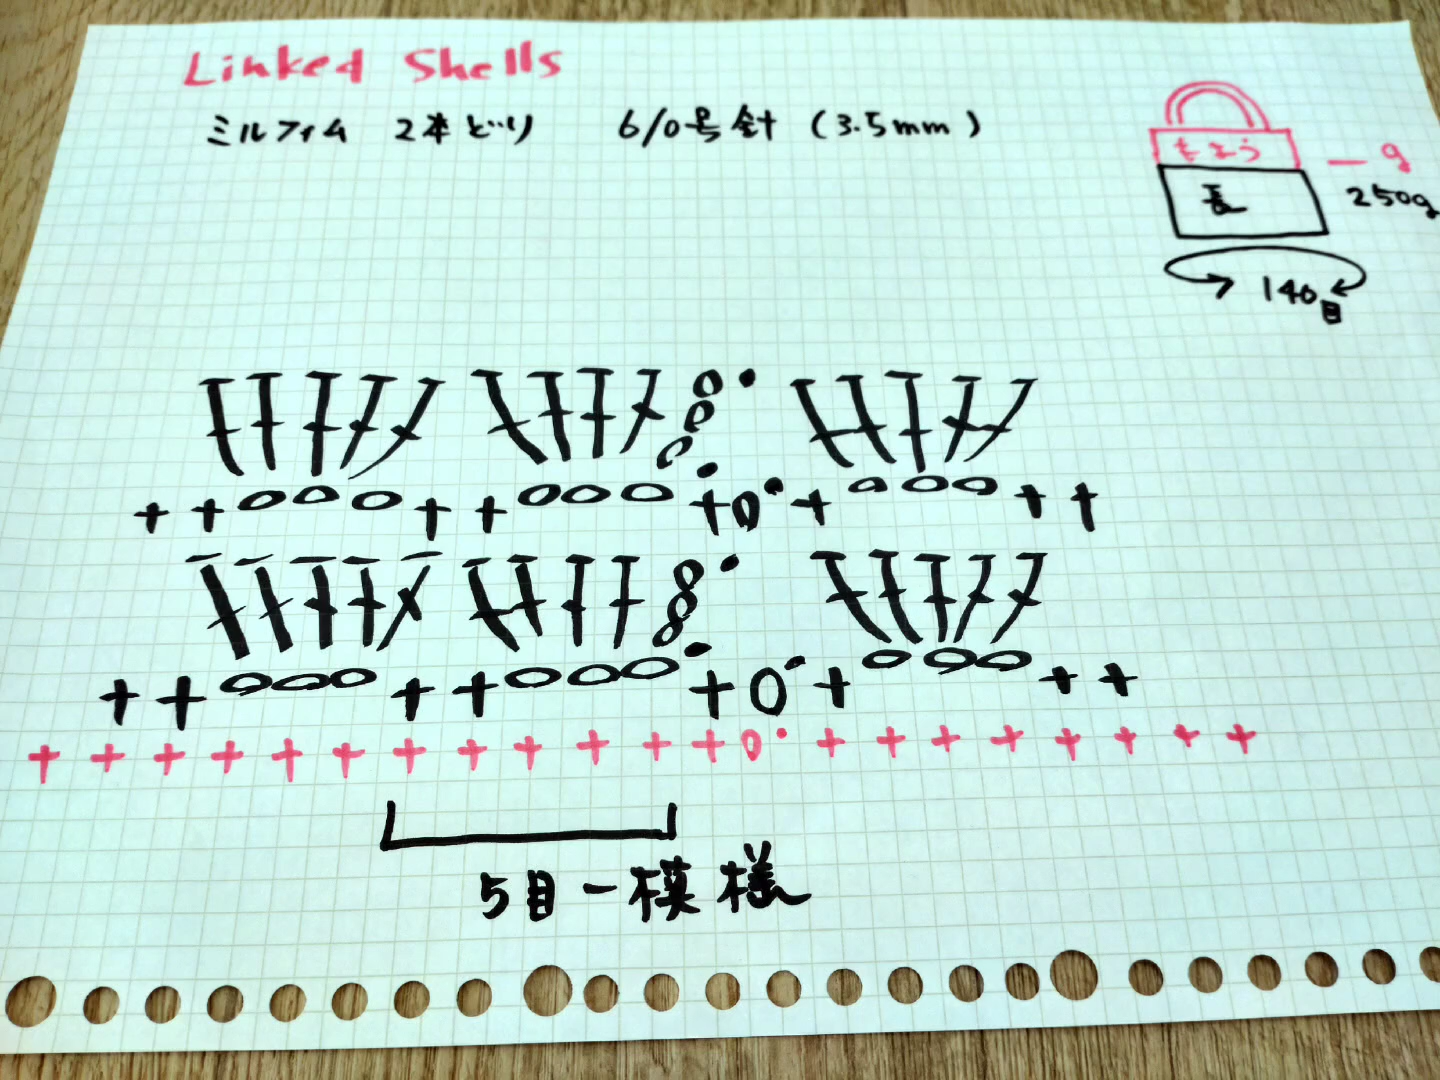 Linked Shells
ミルフィム 2本どり 6/0号針 (3.5mm)
もよう — g
長 250g
140目
5目一模様